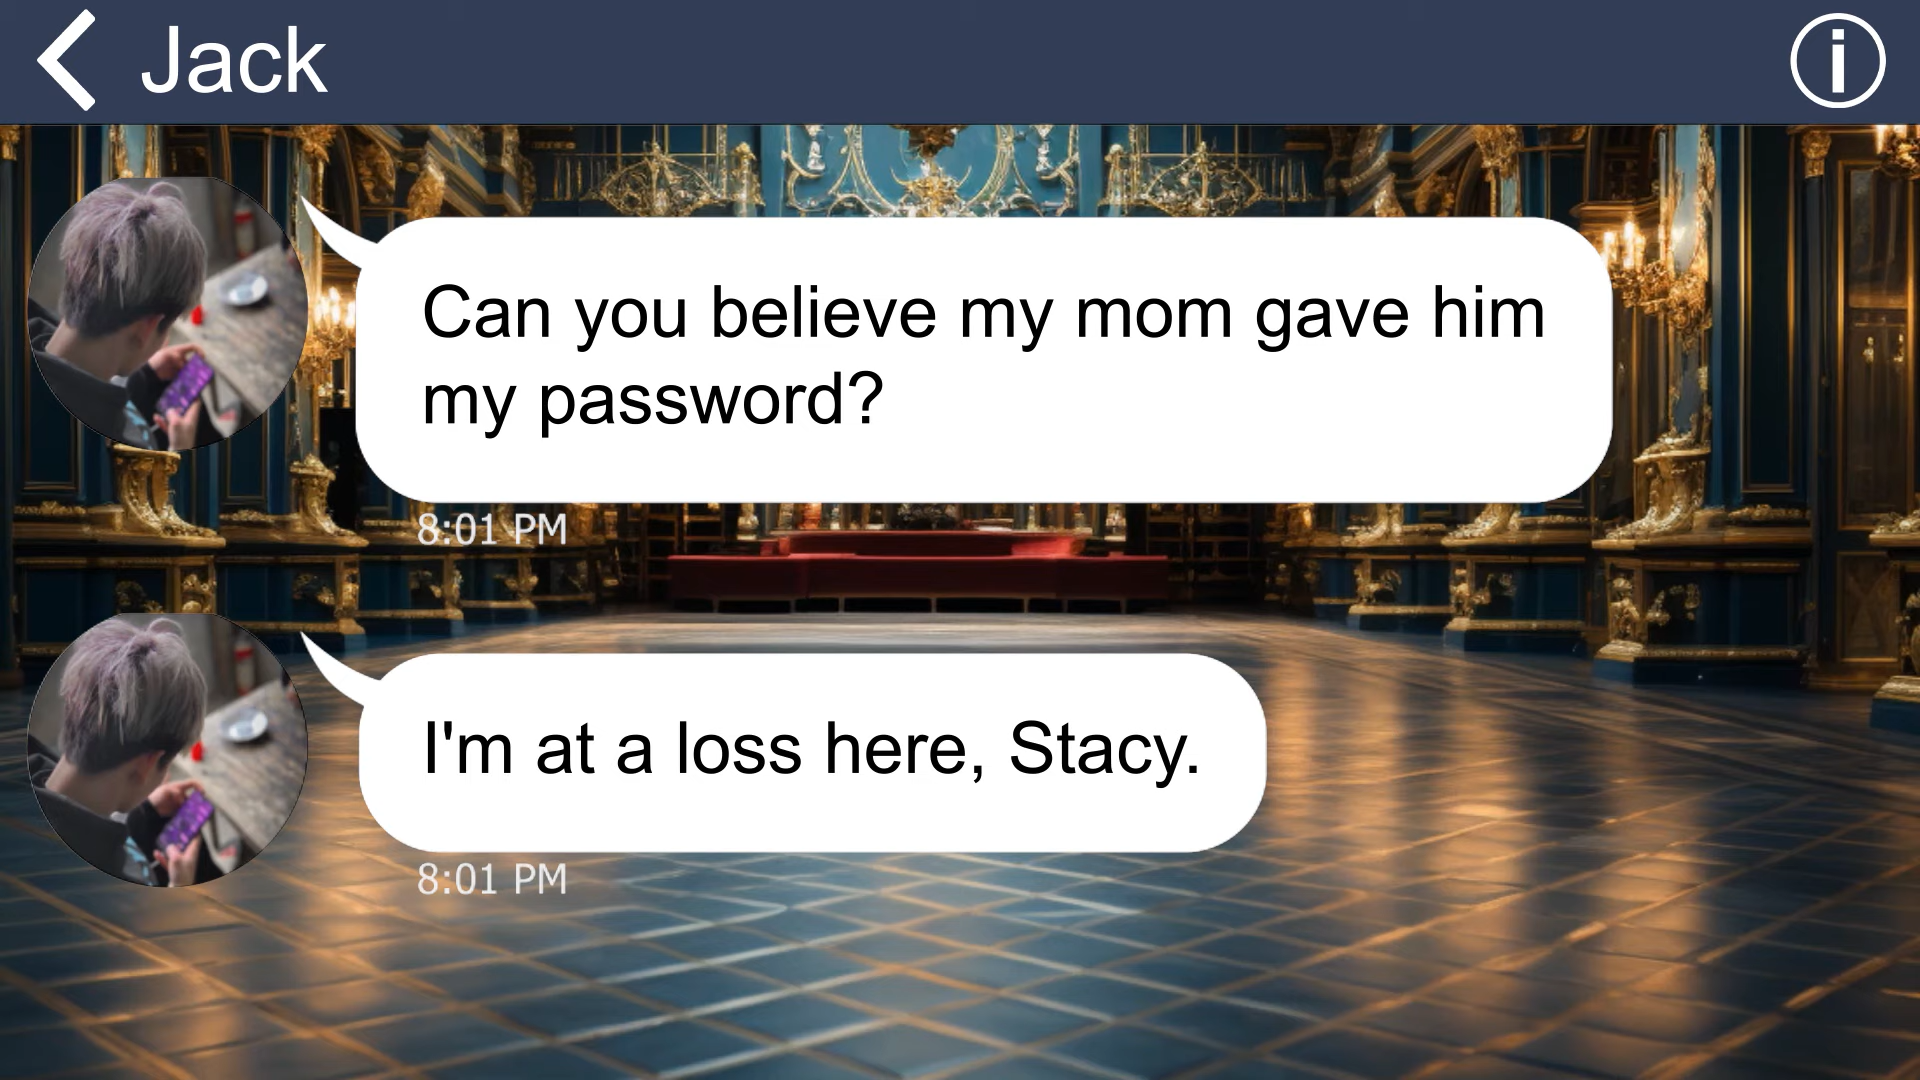 Jack
Can you believe my mom gave him
my password?
8:01 PM
I'm at a loss here, Stacy.
8:01 PM